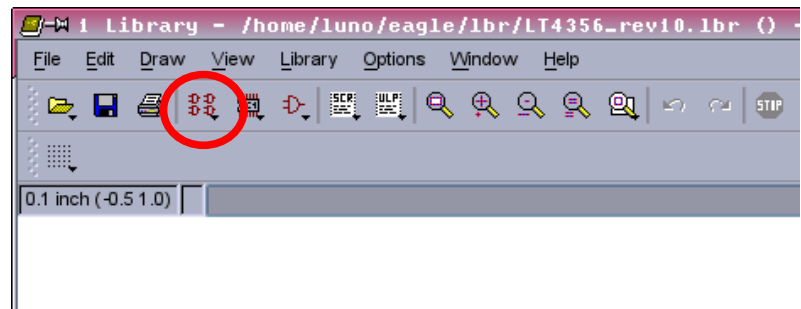 1 Library - /home/luno/eagle/lbr/LT4356_rev10.lbr () -
File Edit Draw View Library Options Window Help
SCR ULP STOP
0.1 inch (-0.5 1.0)